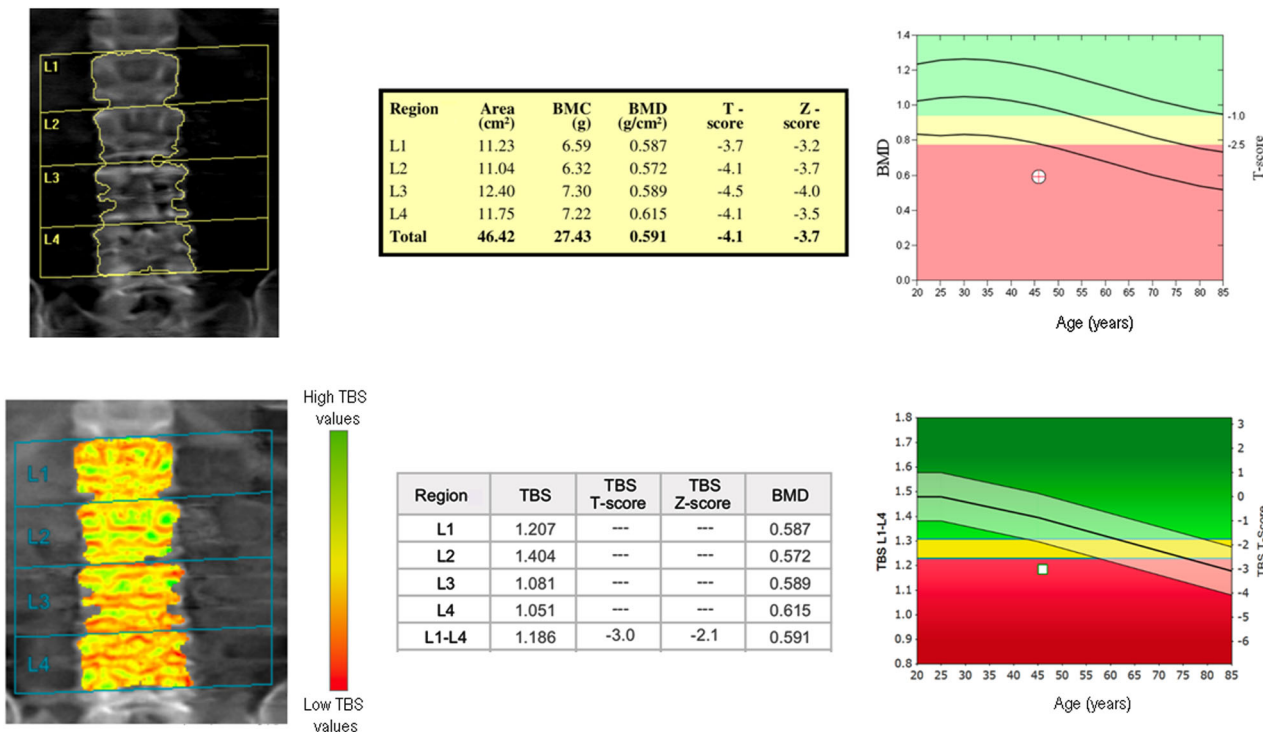 L1
L2
L3
L4
Region Area (cm²) BMC (g) BMD (g/cm²) T - score Z - score
L1 11.23 6.59 0.587 -3.7 -3.2
L2 11.04 6.32 0.572 -4.1 -3.7
L3 12.40 7.30 0.589 -4.5 -4.0
L4 11.75 7.22 0.615 -4.1 -3.5
Total 46.42 27.43 0.591 -4.1 -3.7
BMD
1.4
1.2
1.0
0.8
0.6
0.4
0.2
0.0
20 25 30 35 40 45 50 55 60 65 70 75 80 85
Age (years)
-1.0
-2.5
T-score
L1
L2
L3
L4
High TBS
values
Low TBS
values
Region TBS TBS T-score TBS Z-score BMD
L1 1.207 --- --- 0.587
L2 1.404 --- --- 0.572
L3 1.081 --- --- 0.589
L4 1.051 --- --- 0.615
L1-L4 1.186 -3.0 -2.1 0.591
TBS L1-L4
1.8
1.7
1.6
1.5
1.4
1.3
1.2
1.1
1.0
0.9
0.8
20 25 30 35 40 45 50 55 60 65 70 75 80 85
Age (years)
3
2
1
0
-1
-2
-3
-4
-5
-6
TBS T-Score